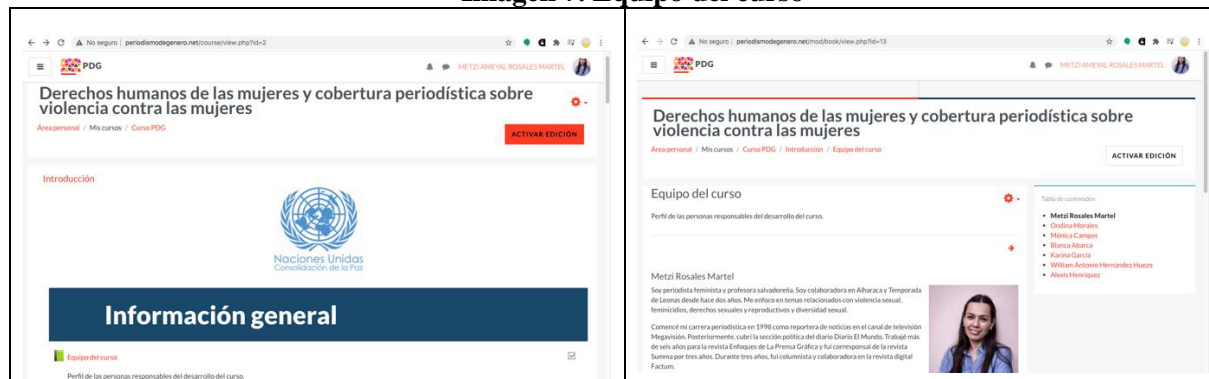 Imagen 7. Equipo del curso
No seguro | periodismodegenero.net/course/view.php?id=2
PDG
METZI AMEYAL ROSALES MARTEL
Derechos humanos de las mujeres y cobertura periodística sobre
violencia contra las mujeres
Área personal / Mis cursos / Curso PDG
ACTIVAR EDICIÓN
Introducción
Naciones Unidas
Consolidación de la Paz
Información general
Equipo del curso
Perfil de las personas responsables del desarrollo del curso.
No seguro | periodismodegenero.net/mod/book/view.php?id=13
PDG
METZI AMEYAL ROSALES MARTEL
Derechos humanos de las mujeres y cobertura periodística sobre
violencia contra las mujeres
Área personal / Mis cursos / Curso PDG / Introducción / Equipo del curso
ACTIVAR EDICIÓN
Equipo del curso
Perfil de las personas responsables del desarrollo del curso.
Metzi Rosales Martel
Soy periodista feminista y profesora salvadoreña. Soy colaboradora en Alharaca y Temporada
de Leonas desde hace dos años. Me enfoco en temas relacionados con violencia sexual,
feminicidios, derechos sexuales y reproductivos y diversidad sexual.
Comencé mi carrera periodística en 1998 como reportera de noticias en el canal de televisión
Megavisión. Posteriormente, cubrí la sección política del diario Diario El Mundo. Trabajé más
de seis años para la revista Enfoques de La Prensa Gráfica y fui corresponsal de la revista
Summa por tres años. Durante tres años, fui columnista y colaboradora en la revista digital
Factum.
Tabla de contenidos
Metzi Rosales Martel
Ondina Morales
Mónica Campos
Blanca Abarca
Karina García
William Antonio Hernández Huezo
Alexis Henríquez